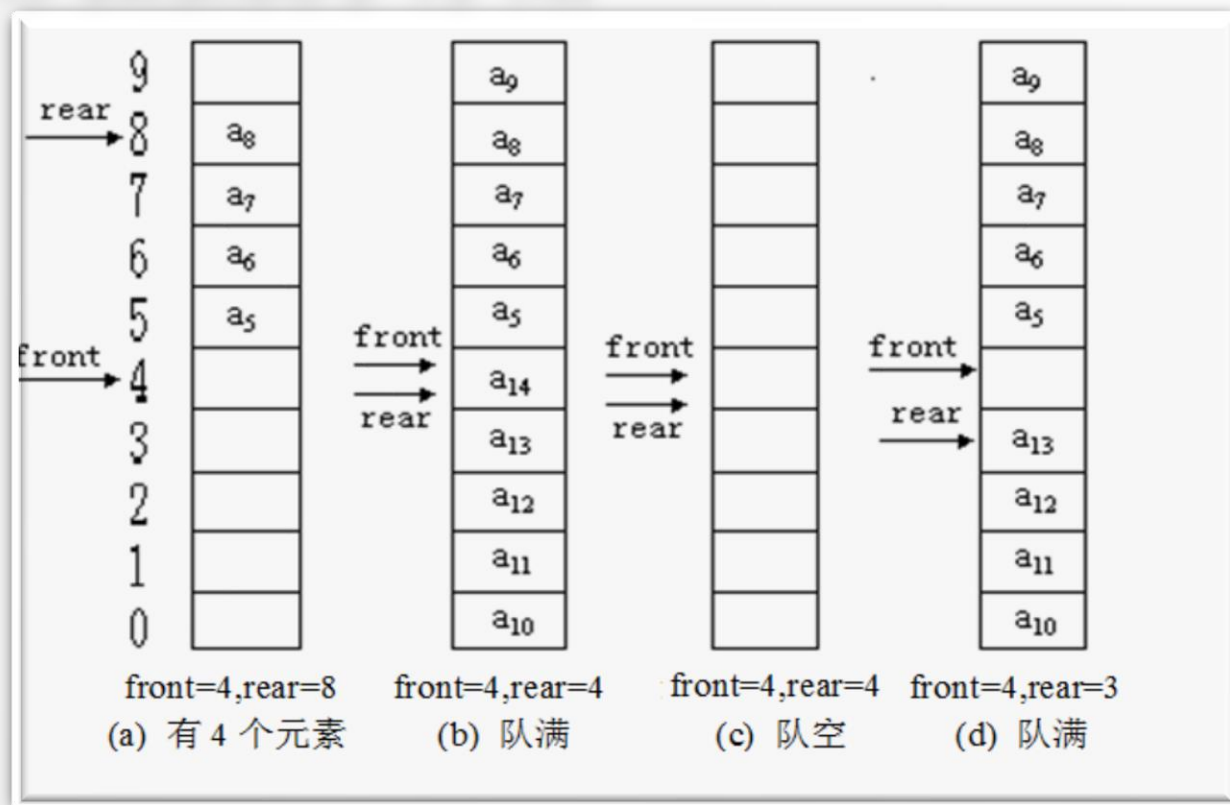 9 a₉ a₉
rear
8 a₈ a₈ a₈
7 a₇ a₇ a₇
6 a₆ a₆ a₆
5 a₅ a₅ a₅
front front front front
4 a₁₄
rear rear rear
3 a₁₃ a₁₃
2 a₁₂ a₁₂
1 a₁₁ a₁₁
0 a₁₀ a₁₀
front=4,rear=8 front=4,rear=4 front=4,rear=4 front=4,rear=3
(a) 有 4 个元素 (b) 队满 (c) 队空 (d) 队满